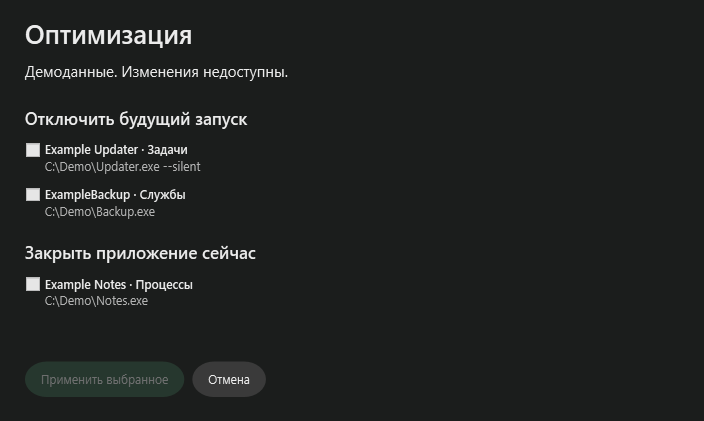 Оптимизация
Демоданные. Изменения недоступны.
Отключить будущий запуск
Example Updater · Задачи
C:\Demo\Updater.exe --silent
ExampleBackup · Службы
C:\Demo\Backup.exe
Закрыть приложение сейчас
Example Notes · Процессы
C:\Demo\Notes.exe
Применить выбранное
Отмена